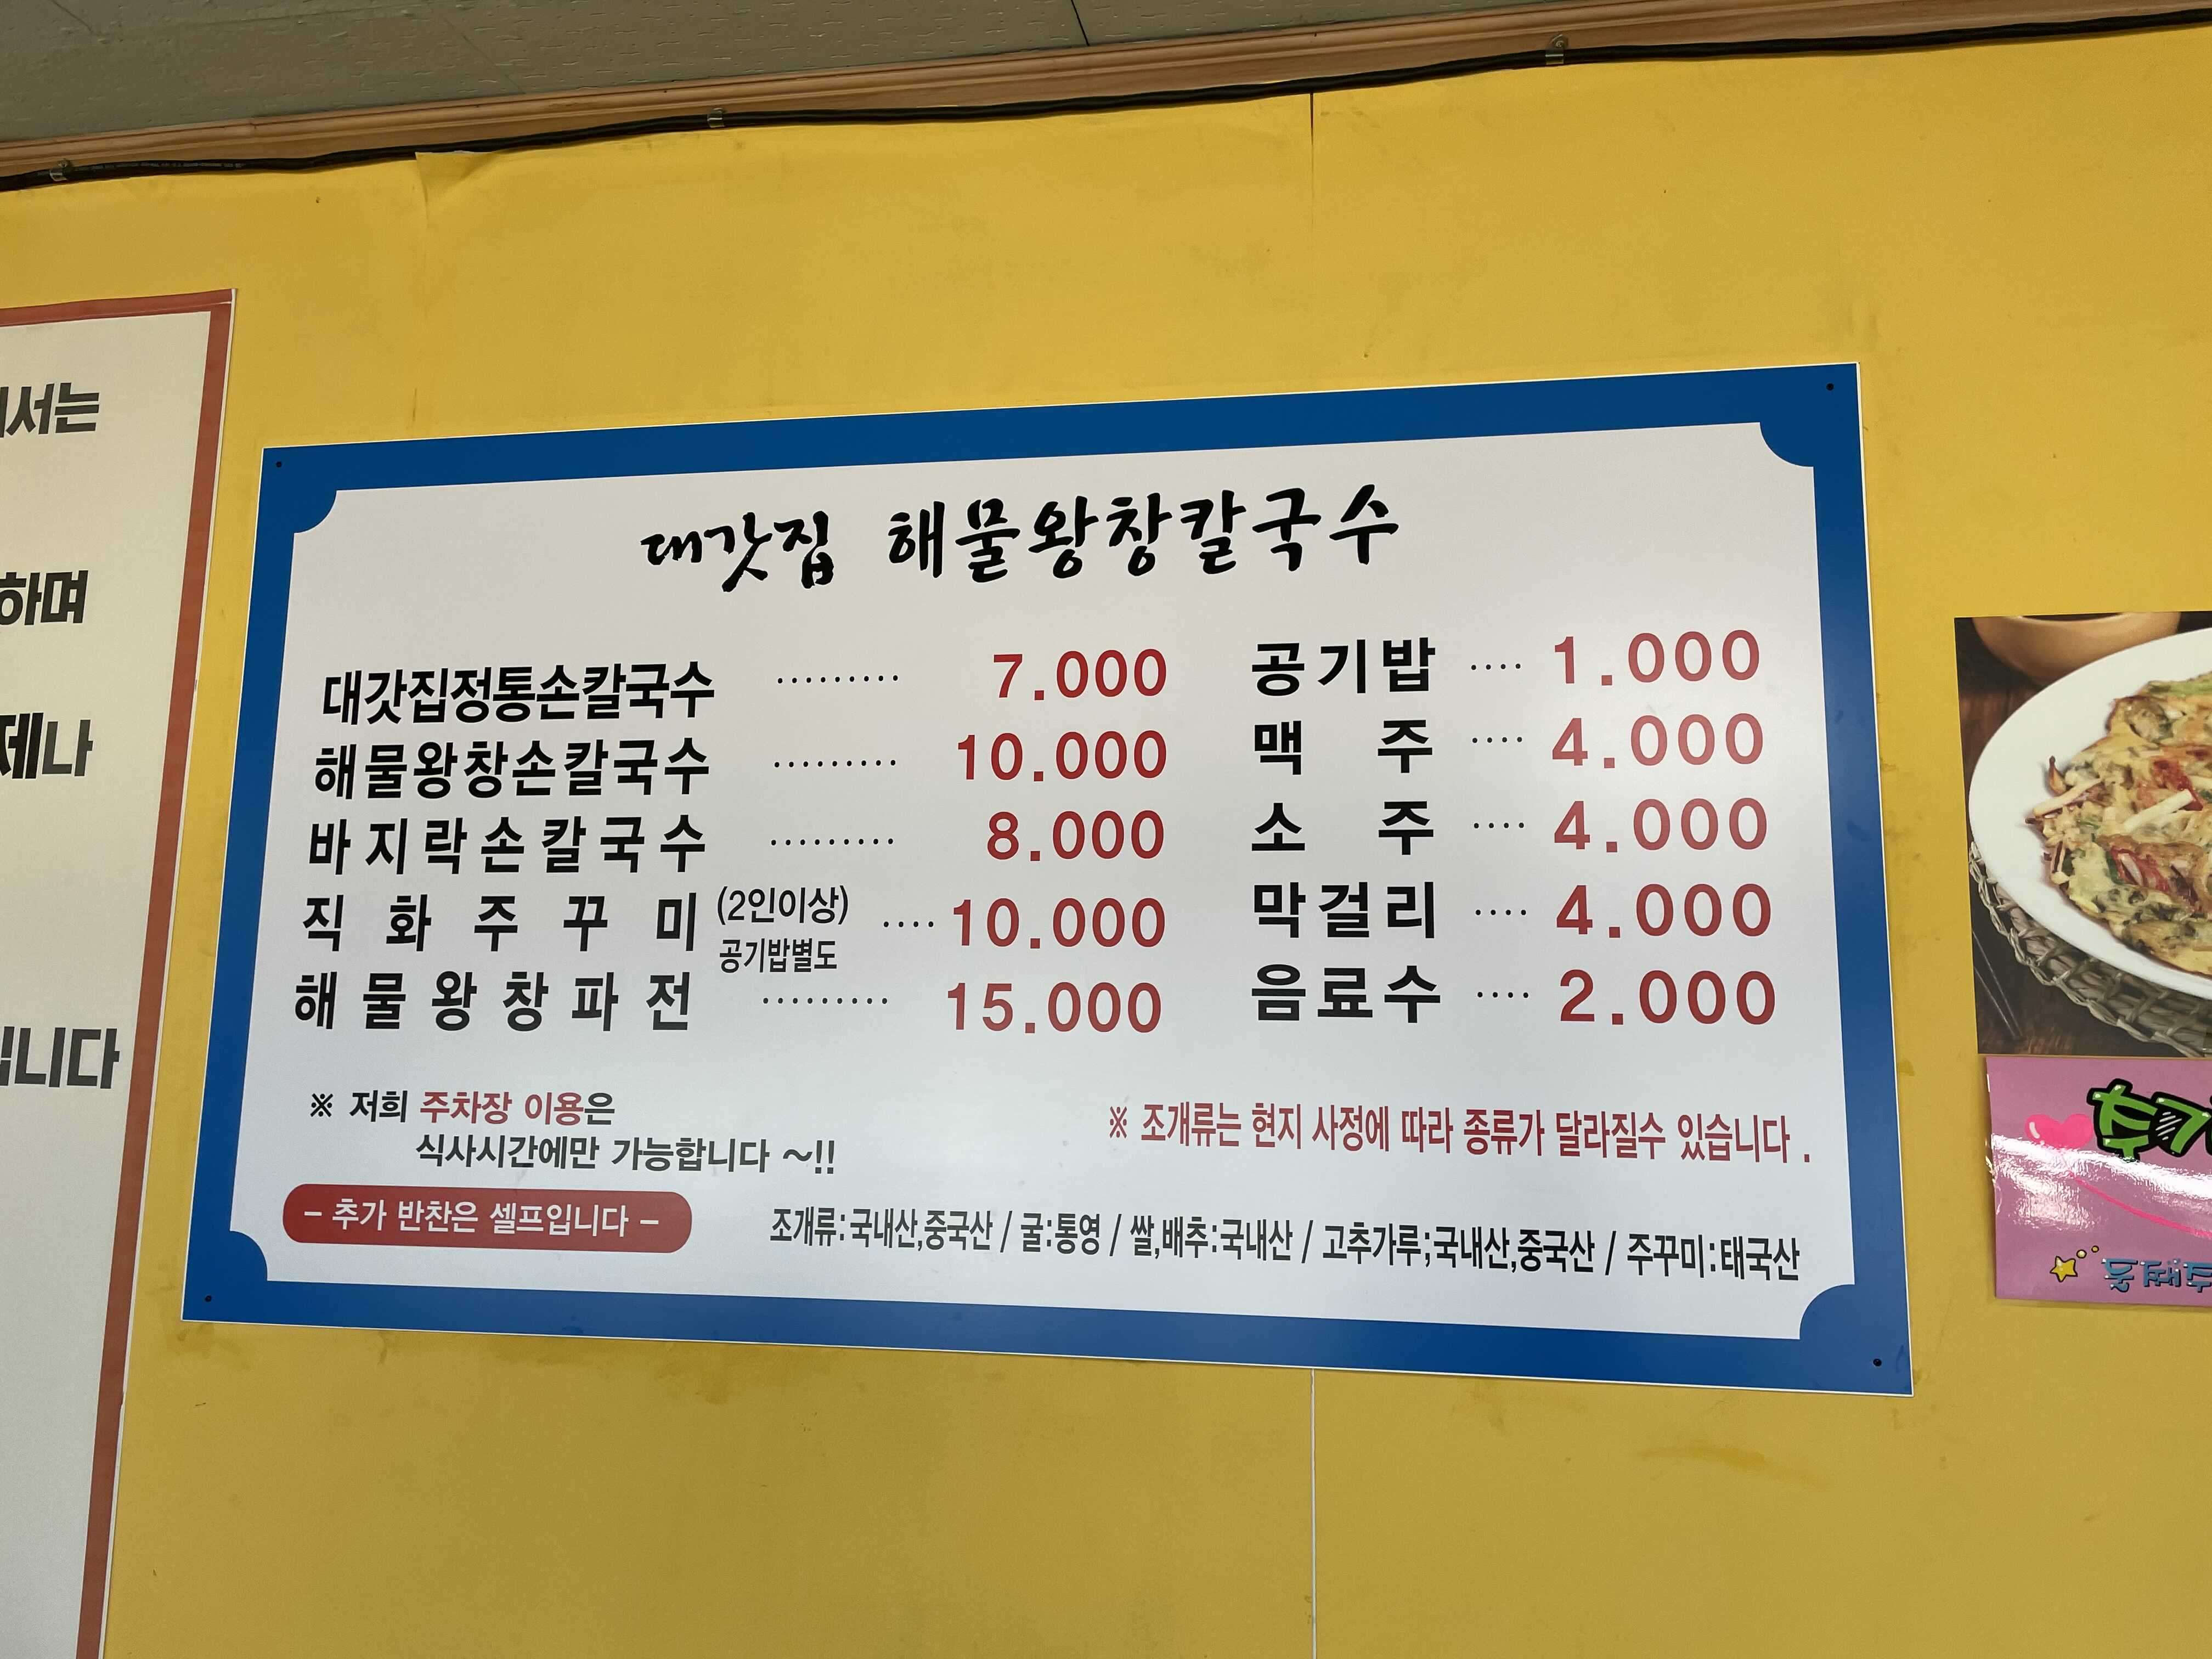 서는
하며
제나
니다
대갓집 해물왕창칼국수
대갓집정통손칼국수 ········· 7.000
해물왕창손칼국수 ········· 10.000
바지락손칼국수 ········· 8.000
직화주꾸미 (2인이상) 공기밥별도 ···· 10.000
해물왕창파전 ········· 15.000
공기밥 ···· 1.000
맥 주 ···· 4.000
소 주 ···· 4.000
막걸리 ···· 4.000
음료수 ···· 2.000
※ 저희 주차장 이용은
식사시간에만 가능합니다 ~!!
※ 조개류는 현지 사정에 따라 종류가 달라질수 있습니다 .
- 추가 반찬은 셀프입니다 -
조개류:국내산,중국산 / 굴:통영 / 쌀,배추:국내산 / 고추가루;국내산,중국산 / 주꾸미:태국산